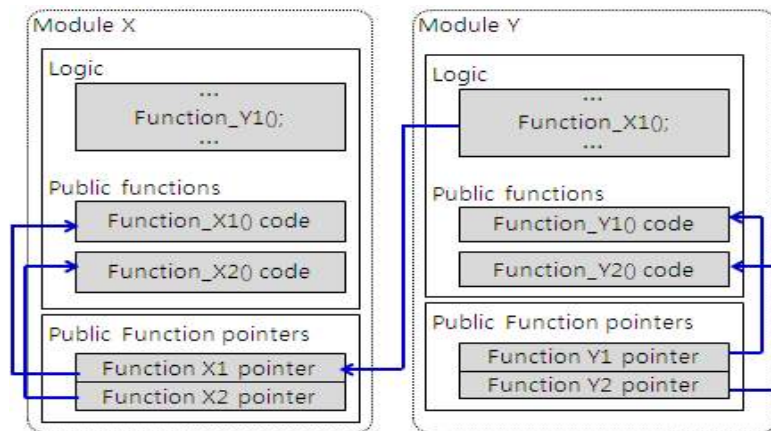 Module X
Logic
...
Function_Y1();
...
Public functions
Function_X1() code
Function_X2() code
Public Function pointers
Function X1 pointer
Function X2 pointer
Module Y
Logic
...
Function_X1();
...
Public functions
Function_Y1() code
Function_Y2() code
Public Function pointers
Function Y1 pointer
Function Y2 pointer